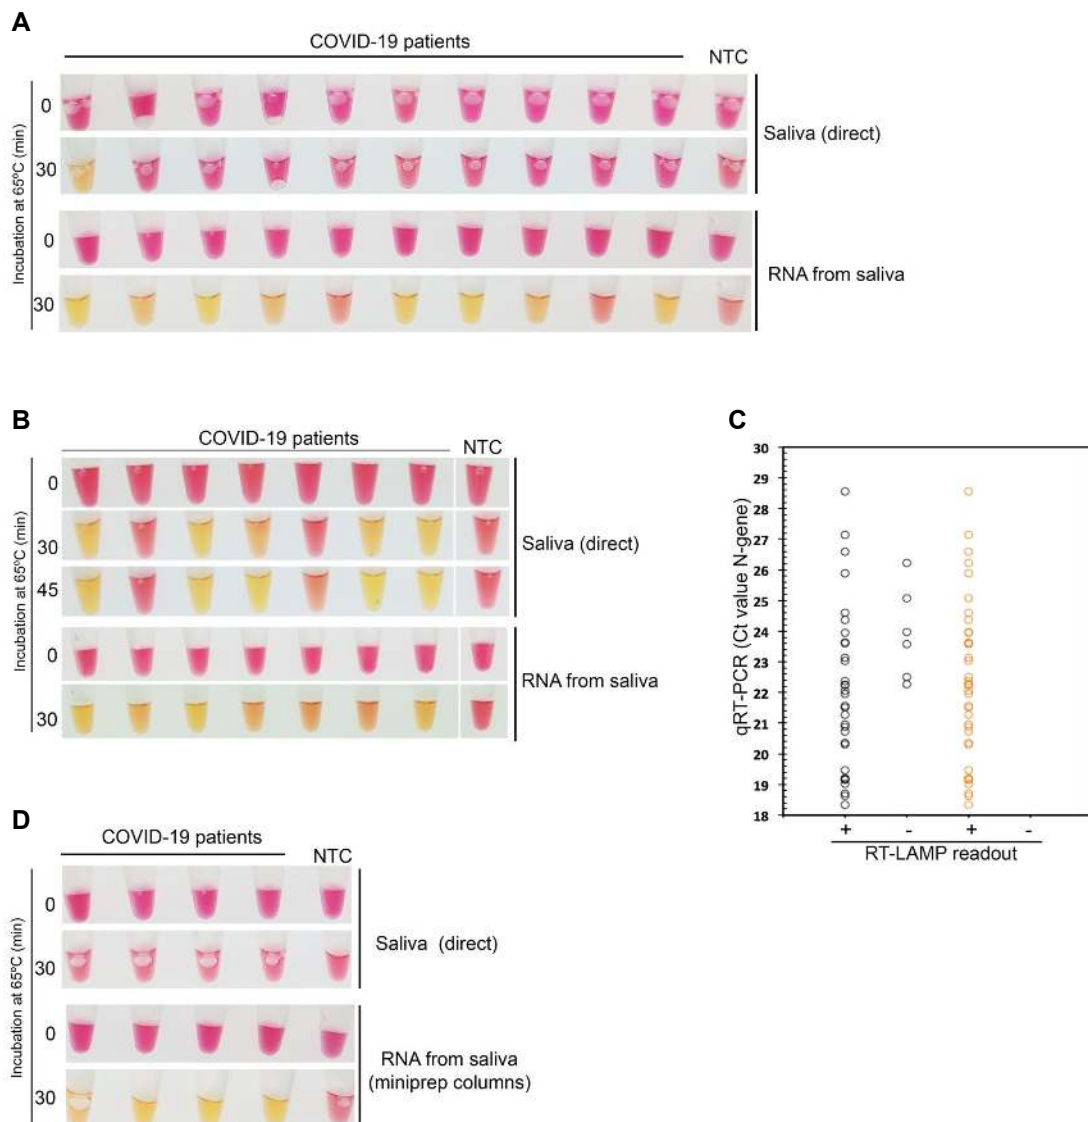 A
COVID-19 patients
NTC
Incubation at 65ºC (min)
0
30
Saliva (direct)
0
30
RNA from saliva
B
COVID-19 patients
NTC
Incubation at 65ºC (min)
0
30
45
Saliva (direct)
0
30
RNA from saliva
C
qRT-PCR (Ct value N-gene)
30
29
28
27
26
25
24
23
22
21
20
19
18
+ - + -
RT-LAMP readout
D
COVID-19 patients
NTC
Incubation at 65ºC (min)
0
30
Saliva (direct)
0
30
RNA from saliva
(miniprep columns)